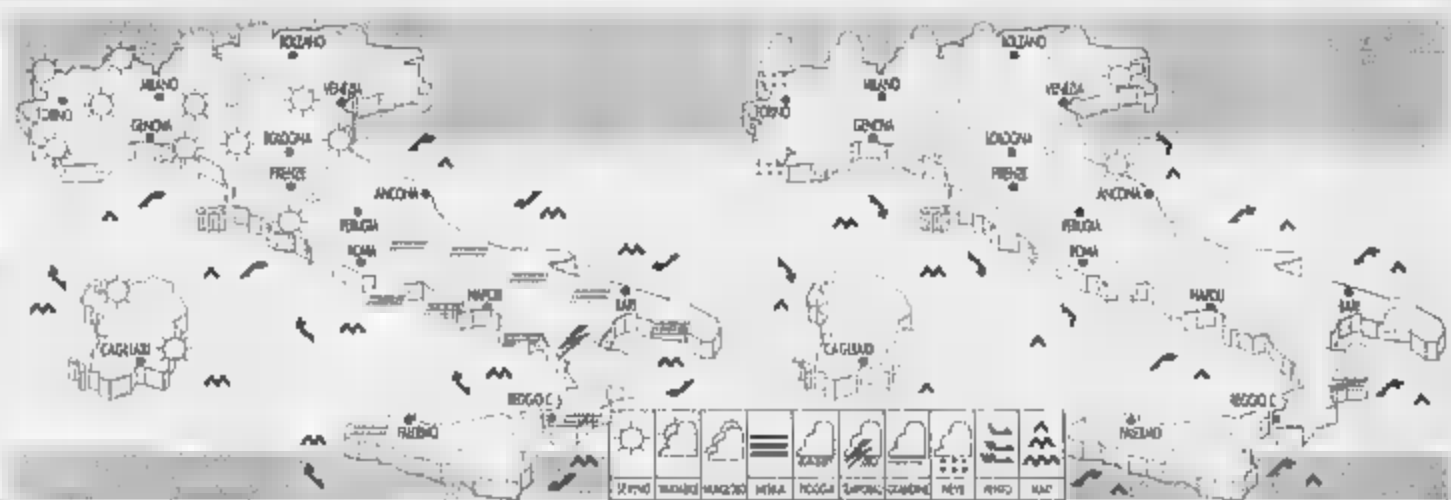 BOLZANO
MILANO
VENEZIA
TORINO
GENOVA
BOLOGNA
FIRENZE
ANCONA
PERUGIA
ROMA
NAPOLI
BARI
CAGLIARI
REGGIO C.
PALERMO
BOLZANO
MILANO
VENEZIA
TORINO
GENOVA
BOLOGNA
FIRENZE
ANCONA
PERUGIA
ROMA
NAPOLI
BARI
CAGLIARI
REGGIO C.
PALERMO
SERENO VARIABILE NUVOLOSO NEBBIA PIOGGIA TEMPORALE GRANDINE NEVE VENTO MARE